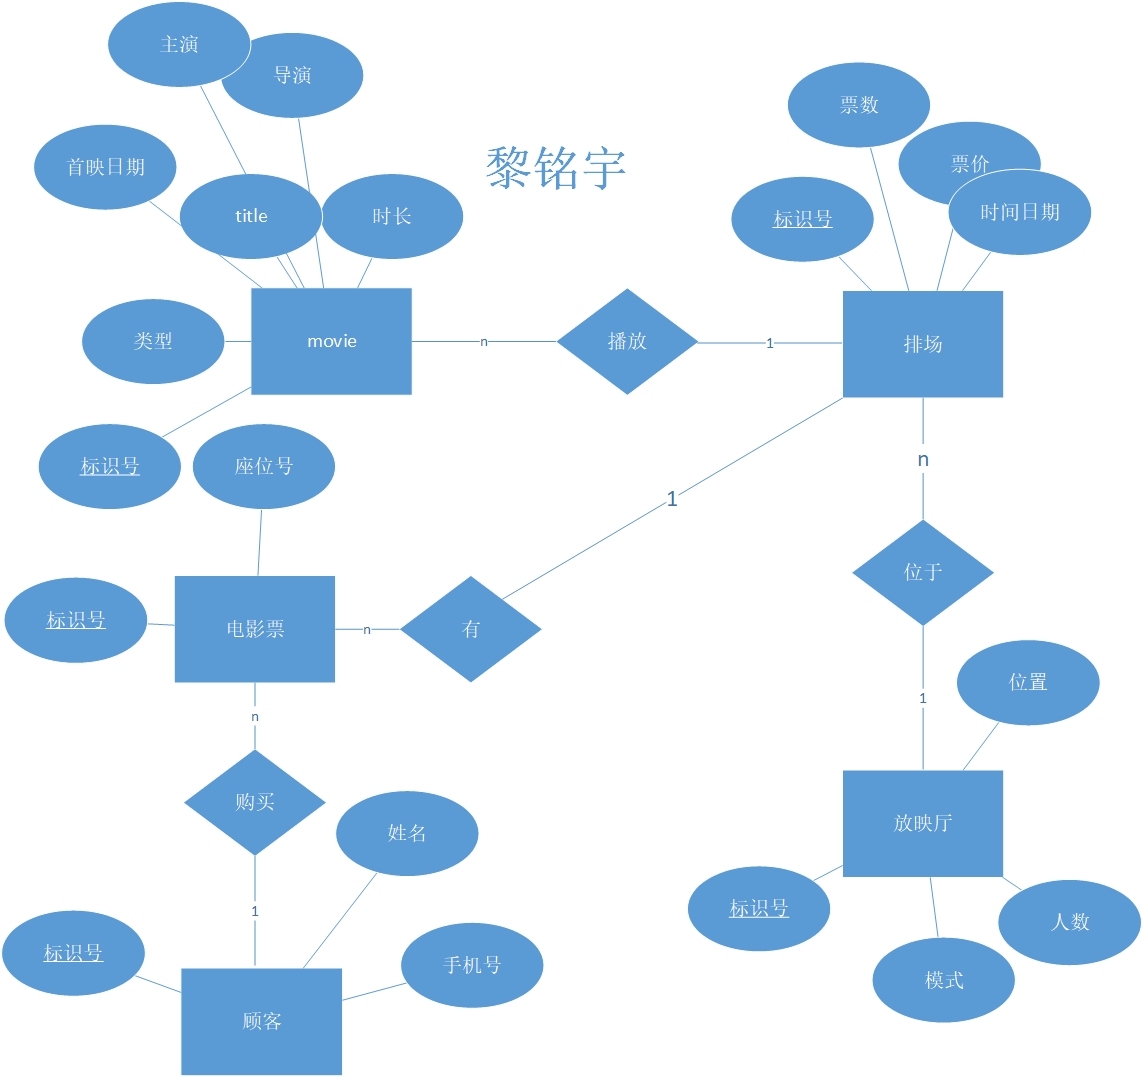 主演
导演
首映日期
title
时长
类型
movie
标识号
黎铭宇
n
播放
1
票数
票价
标识号
时间日期
排场
座位号
标识号
电影票
n
有
1
n
位于
1
n
购买
1
姓名
标识号
手机号
顾客
位置
放映厅
标识号
人数
模式